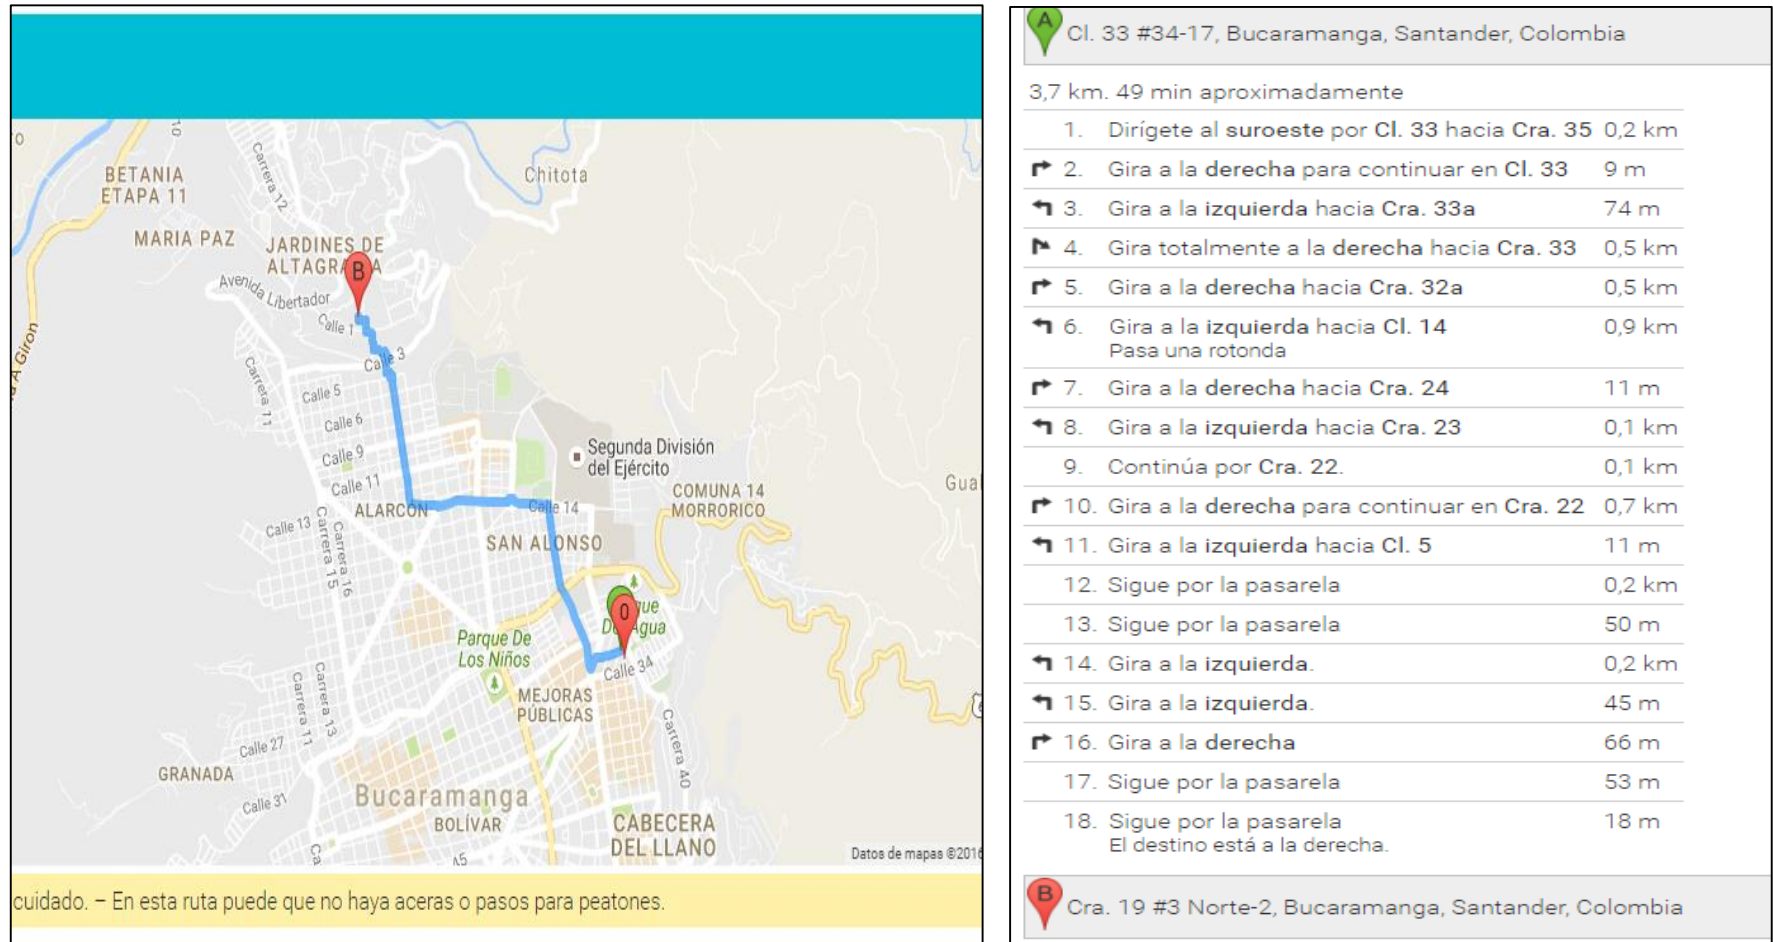 BETANIA
ETAPA 11
MARIA PAZ
JARDINES DE
Carrera 12
10
Chitota
B
Avenida Libertador
Calle 1
Calle 3
Carrera 11
Calle 5
Calle 6
Calle 9
Calle 11
ALARCÓN
Calle 13
Carrera 15
Carrera 16
Calle 14
SAN ALONSO
Segunda División
del Ejército
COMUNA 14
MORRORICO
0
Parque De
Los Niños
Calle 34
MEJORAS
PÚBLICAS
Carrera 11
Carrera 13
Calle 27
GRANADA
Calle 31
Bucaramanga
BOLÍVAR
Carrera 40
CABECERA
DEL LLANO
Datos de mapas ©2016
cuidado. – En esta ruta puede que no haya aceras o pasos para peatones.
A
Cl. 33 #34-17, Bucaramanga, Santander, Colombia
3,7 km. 49 min aproximadamente
1. Dirígete al suroeste por Cl. 33 hacia Cra. 35 0,2 km
2. Gira a la derecha para continuar en Cl. 33 9 m
3. Gira a la izquierda hacia Cra. 33a 74 m
4. Gira totalmente a la derecha hacia Cra. 33 0,5 km
5. Gira a la derecha hacia Cra. 32a 0,5 km
6. Gira a la izquierda hacia Cl. 14 0,9 km
Pasa una rotonda
7. Gira a la derecha hacia Cra. 24 11 m
8. Gira a la izquierda hacia Cra. 23 0,1 km
9. Continúa por Cra. 22. 0,1 km
10. Gira a la derecha para continuar en Cra. 22 0,7 km
11. Gira a la izquierda hacia Cl. 5 11 m
12. Sigue por la pasarela 0,2 km
13. Sigue por la pasarela 50 m
14. Gira a la izquierda. 0,2 km
15. Gira a la izquierda. 45 m
16. Gira a la derecha 66 m
17. Sigue por la pasarela 53 m
18. Sigue por la pasarela 18 m
El destino está a la derecha.
B
Cra. 19 #3 Norte-2, Bucaramanga, Santander, Colombia